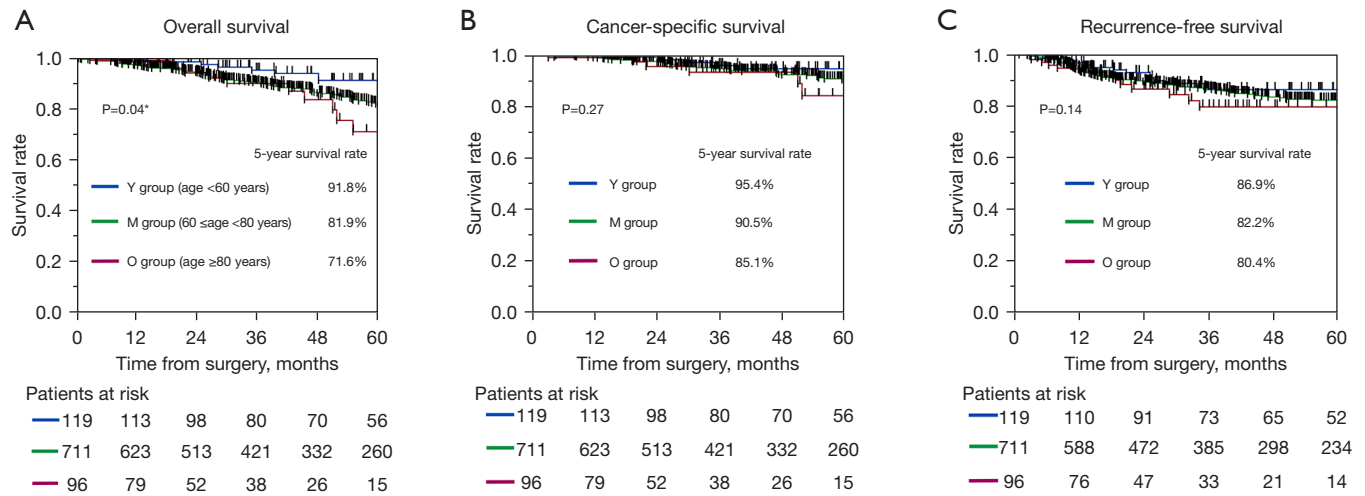 A
Overall survival
1.0
0.8
0.6
0.4
0.2
0.0
Survival rate
P=0.04*
5-year survival rate
Y group (age <60 years) 91.8%
M group (60 ≤age <80 years) 81.9%
O group (age ≥80 years) 71.6%
0 12 24 36 48 60
Time from surgery, months
Patients at risk
119 113 98 80 70 56
711 623 513 421 332 260
96 79 52 38 26 15
B
Cancer-specific survival
1.0
0.8
0.6
0.4
0.2
0.0
Survival rate
P=0.27
5-year survival rate
Y group 95.4%
M group 90.5%
O group 85.1%
0 12 24 36 48 60
Time from surgery, months
Patients at risk
119 113 98 80 70 56
711 623 513 421 332 260
96 79 52 38 26 15
C
Recurrence-free survival
1.0
0.8
0.6
0.4
0.2
0.0
Survival rate
P=0.14
5-year survival rate
Y group 86.9%
M group 82.2%
O group 80.4%
0 12 24 36 48 60
Time from surgery, months
Patients at risk
119 110 91 73 65 52
711 588 472 385 298 234
96 76 47 33 21 14